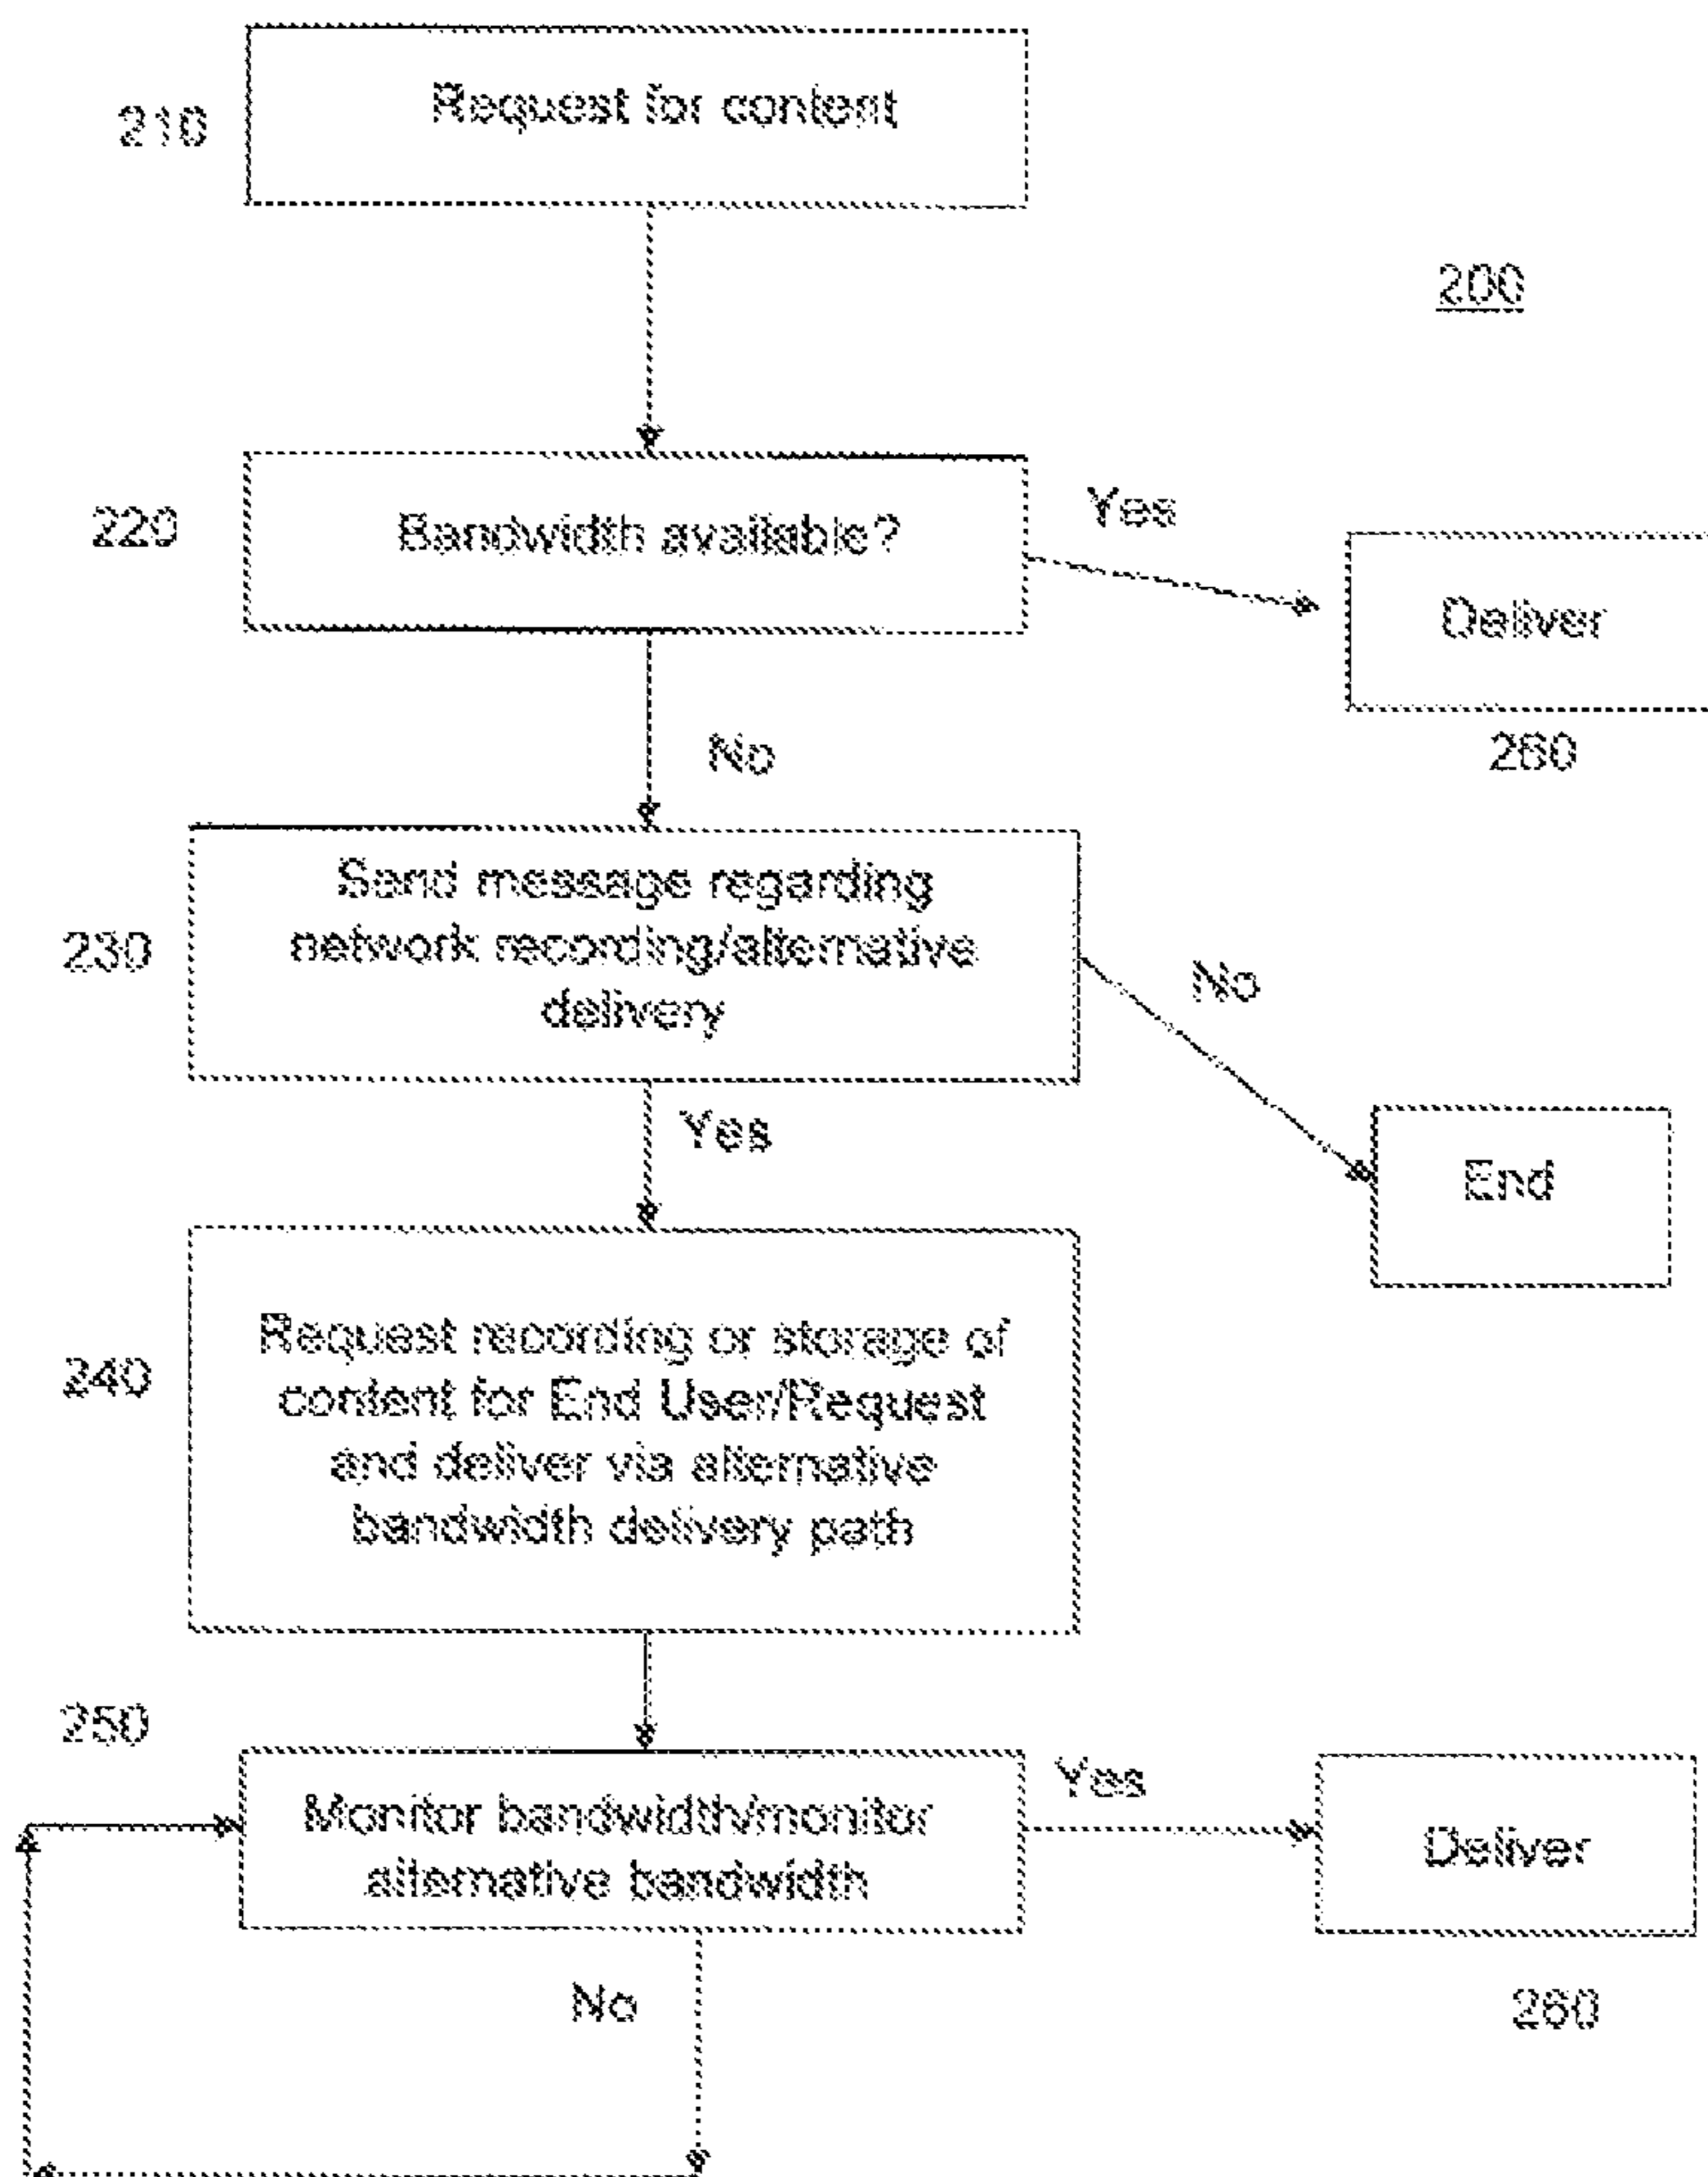 210
Request for content
200
220
Bandwidth available?
Yes
Deliver
260
No
230
Send message regarding
network recording/alternative
delivery
No
Yes
End
240
Request recording or storage of
content for End User/Request
and deliver via alternative
bandwidth delivery path
250
Monitor bandwidth/monitor
alternative bandwidth
Yes
Deliver
No
260